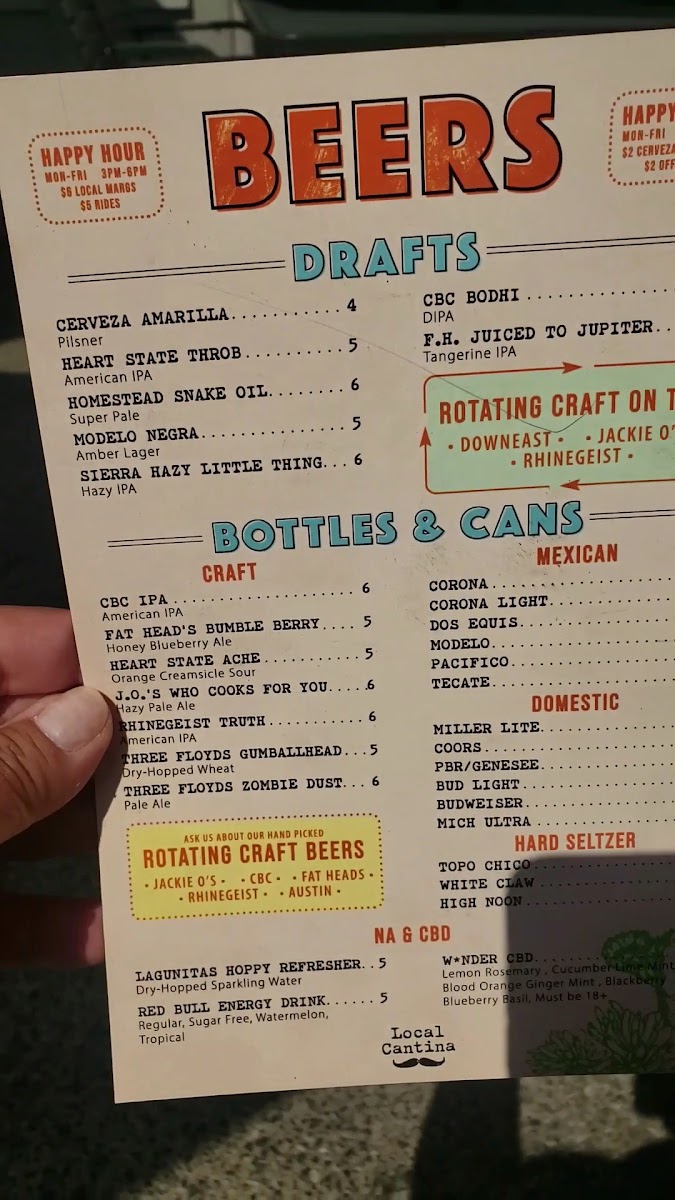 BEERS
HAPPY HOUR
MON-FRI 3PM-6PM
$6 LOCAL MARGS
$5 RIDES
HAPPY
MON-FRI
$2 CERVEZA
$2 OFF
DRAFTS
CERVEZA AMARILLA........... 4
Pilsner
HEART STATE THROB.......... 5
American IPA
HOMESTEAD SNAKE OIL........ 6
Super Pale
MODELO NEGRA............... 5
Amber Lager
SIERRA HAZY LITTLE THING... 6
Hazy IPA
CBC BODHI ...............
DIPA
F.H. JUICED TO JUPITER..
Tangerine IPA
ROTATING CRAFT ON T
• DOWNEAST • • JACKIE O'
• RHINEGEIST •
BOTTLES & CANS
CRAFT
CBC IPA.................... 6
American IPA
FAT HEAD'S BUMBLE BERRY.... 5
Honey Blueberry Ale
HEART STATE ACHE........... 5
Orange Creamsicle Sour
J.O.'S WHO COOKS FOR YOU.....6
Hazy Pale Ale
RHINEGEIST TRUTH.......... 6
American IPA
THREE FLOYDS GUMBALLHEAD...5
Dry-Hopped Wheat
THREE FLOYDS ZOMBIE DUST... 6
Pale Ale
ASK US ABOUT OUR HAND PICKED
ROTATING CRAFT BEERS
• JACKIE O'S • • CBC • • FAT HEADS •
• RHINEGEIST • • AUSTIN •
MEXICAN
CORONA...................
CORONA LIGHT.............
DOS EQUIS................
MODELO...................
PACIFICO.................
TECATE...................
DOMESTIC
MILLER LITE..............
COORS....................
PBR/GENESEE..............
BUD LIGHT................
BUDWEISER................
MICH ULTRA ..............
HARD SELTZER
TOPO CHICO...............
WHITE CLAW...............
HIGH NOON................
NA & CBD
LAGUNITAS HOPPY REFRESHER..5
Dry-Hopped Sparkling Water
RED BULL ENERGY DRINK...... 5
Regular, Sugar Free, Watermelon,
Tropical
W*NDER CBD...............
Lemon Rosemary , Cucumber Lime Mint
Blood Orange Ginger Mint , Blackberry
Blueberry Basil, Must be 18+
Local
Cantina